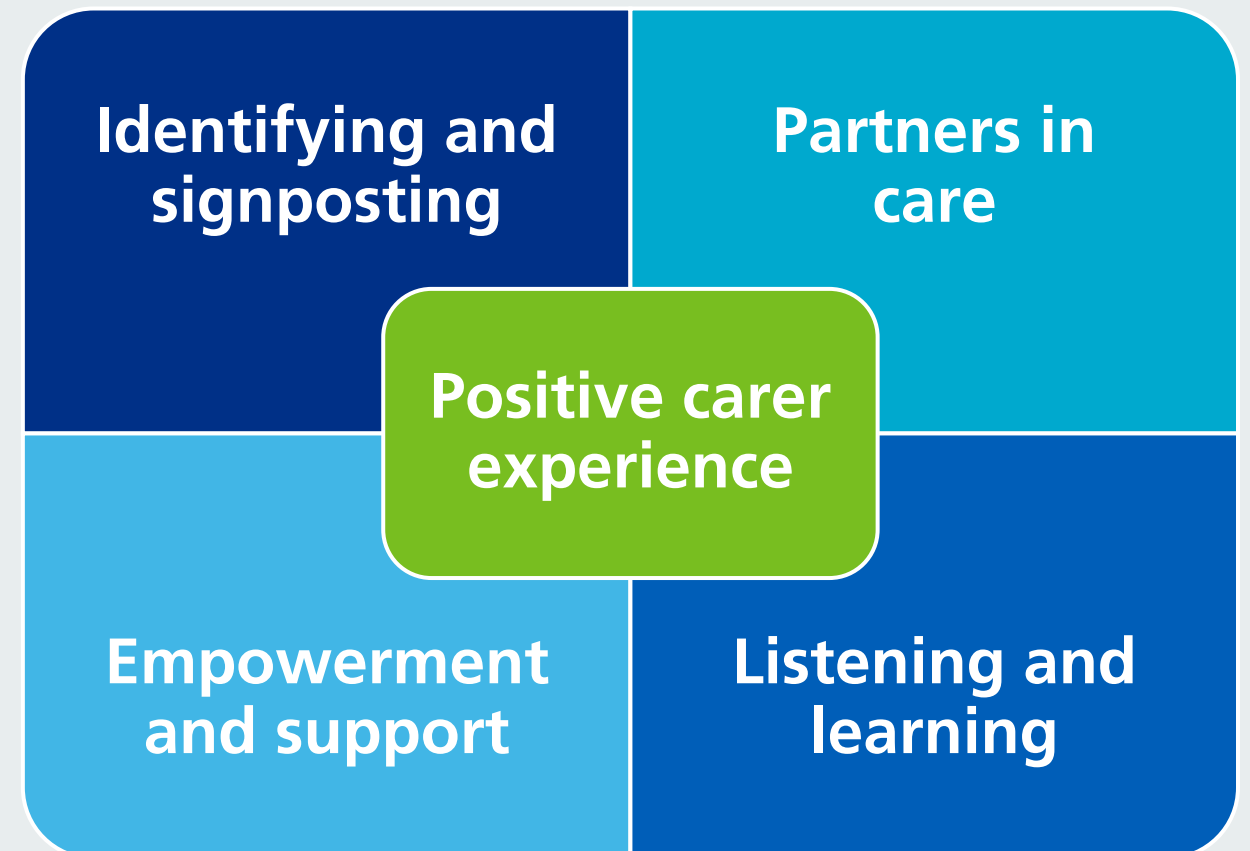 Identifying and
signposting
Partners in
care
Positive carer
experience
Empowerment
and support
Listening and
learning